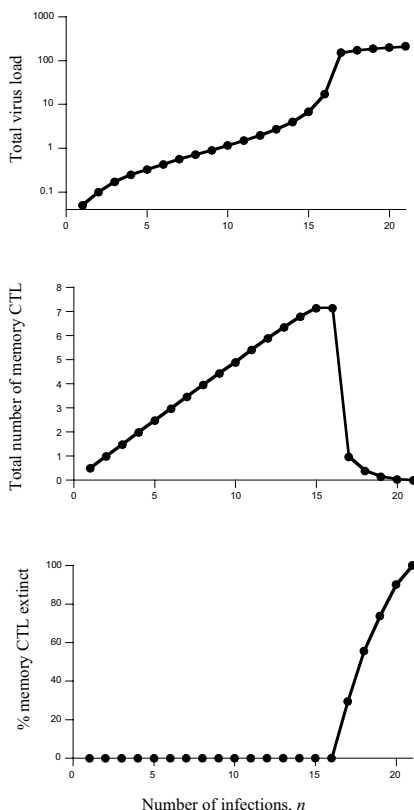 Total virus load
1000
100
10
1
0.1
0 5 10 15 20
Total number of memory CTL
8
7
6
5
4
3
2
1
0
0 5 10 15 20
% memory CTL extinct
100
80
60
40
20
0
0 5 10 15 20
Number of infections, n